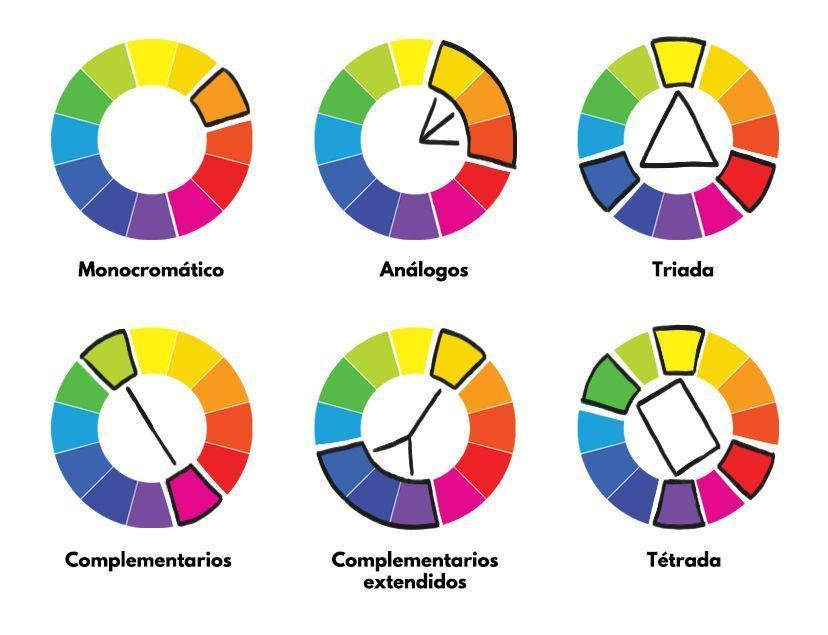 Monocromático
Análogos
Triada
Complementarios
Complementarios
extendidos
Tétrada